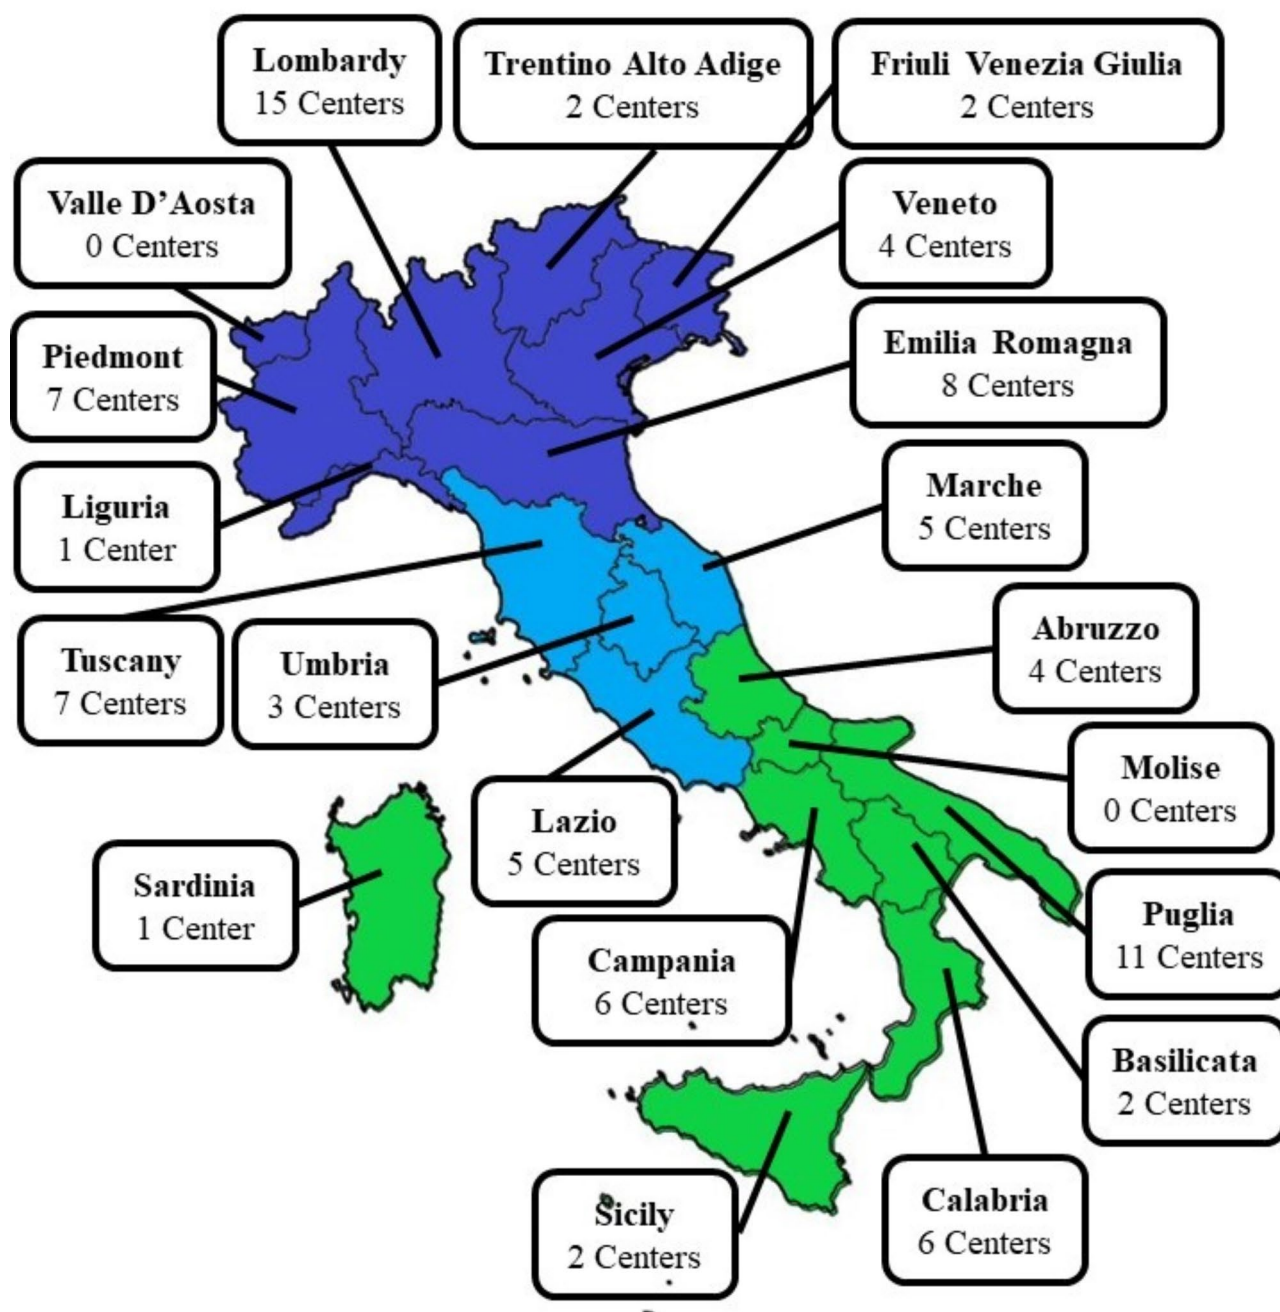 Lombardy
15 Centers
Trentino Alto Adige
2 Centers
Friuli Venezia Giulia
2 Centers
Valle D’Aosta
0 Centers
Veneto
4 Centers
Piedmont
7 Centers
Emilia Romagna
8 Centers
Liguria
1 Center
Marche
5 Centers
Tuscany
7 Centers
Umbria
3 Centers
Abruzzo
4 Centers
Lazio
5 Centers
Molise
0 Centers
Sardinia
1 Center
Campania
6 Centers
Puglia
11 Centers
Basilicata
2 Centers
Sicily
2 Centers
Calabria
6 Centers